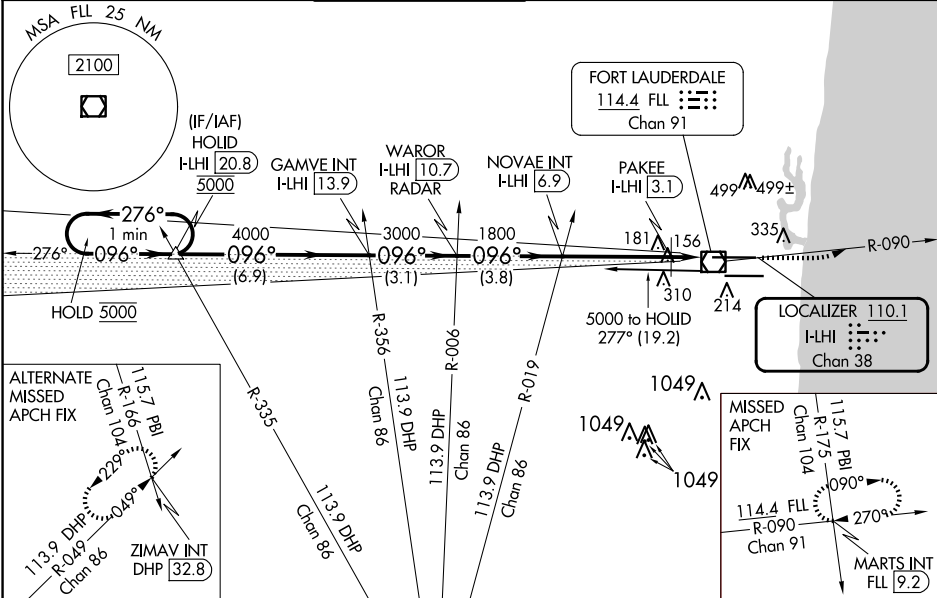 MSA FLL 25 NM
2100
(IF/IAF)
HOLID
I-LHI 20.8
5000
GAMVE INT
I-LHI 13.9
WAROR
I-LHI 10.7
RADAR
NOVAE INT
I-LHI 6.9
PAKEE
I-LHI 3.1
FORT LAUDERDALE
114.4 FLL
Chan 91
499 499±
335
181 156
R-090
276°
1 min
276° 096°
4000
096°
(6.9)
3000
096°
(3.1)
1800
096°
(3.8)
HOLD 5000
310
214
5000 to HOLID
277° (19.2)
LOCALIZER 110.1
I-LHI
Chan 38
R-335
113.9 DHP
Chan 86
R-356
113.9 DHP
Chan 86
R-006
113.9 DHP
Chan 86
R-019
113.9 DHP
Chan 86
1049
1049
1049
ALTERNATE
MISSED
APCH FIX
115.7 PBI
R-166
Chan 104
229°
049°
113.9 DHP
R-049
Chan 86
ZIMAV INT
DHP 32.8
MISSED
APCH
FIX
115.7 PBI
R-175
Chan 104
090°
270°
114.4 FLL
R-090
Chan 91
MARTS INT
FLL 9.2